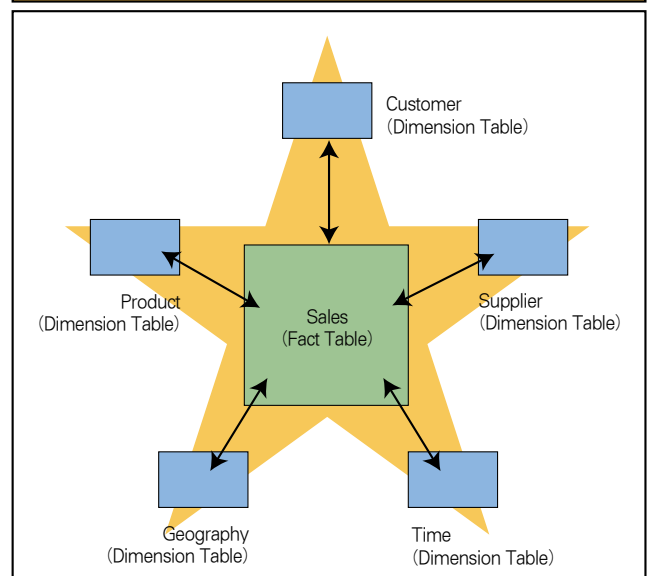 Customer
(Dimension Table)
Product
(Dimension Table)
Sales
(Fact Table)
Supplier
(Dimension Table)
Geography
(Dimension Table)
Time
(Dimension Table)